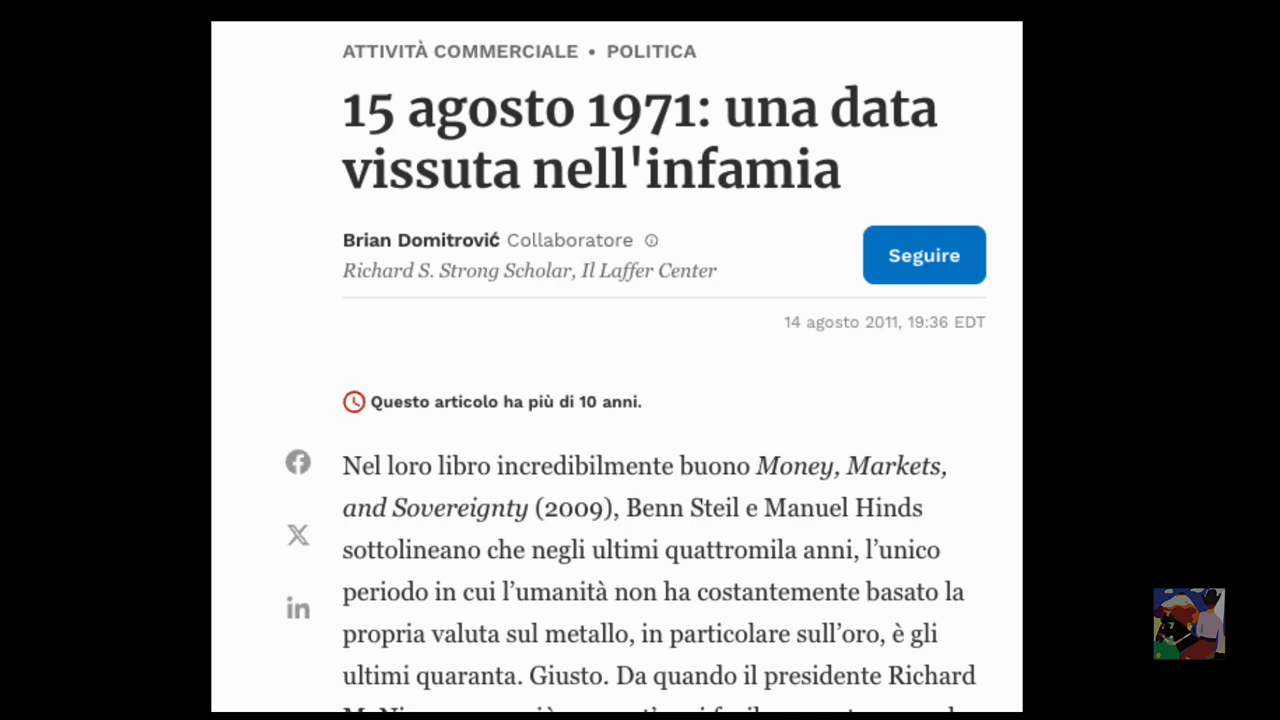 ATTIVITÀ COMMERCIALE • POLITICA
15 agosto 1971: una data
vissuta nell'infamia
Brian Domitrović Collaboratore
Richard S. Strong Scholar, Il Laffer Center
Seguire
14 agosto 2011, 19:36 EDT
Questo articolo ha più di 10 anni.
Nel loro libro incredibilmente buono Money, Markets,
and Sovereignty (2009), Benn Steil e Manuel Hinds
sottolineano che negli ultimi quattromila anni, l’unico
periodo in cui l’umanità non ha costantemente basato la
propria valuta sul metallo, in particolare sull’oro, è gli
ultimi quaranta. Giusto. Da quando il presidente Richard